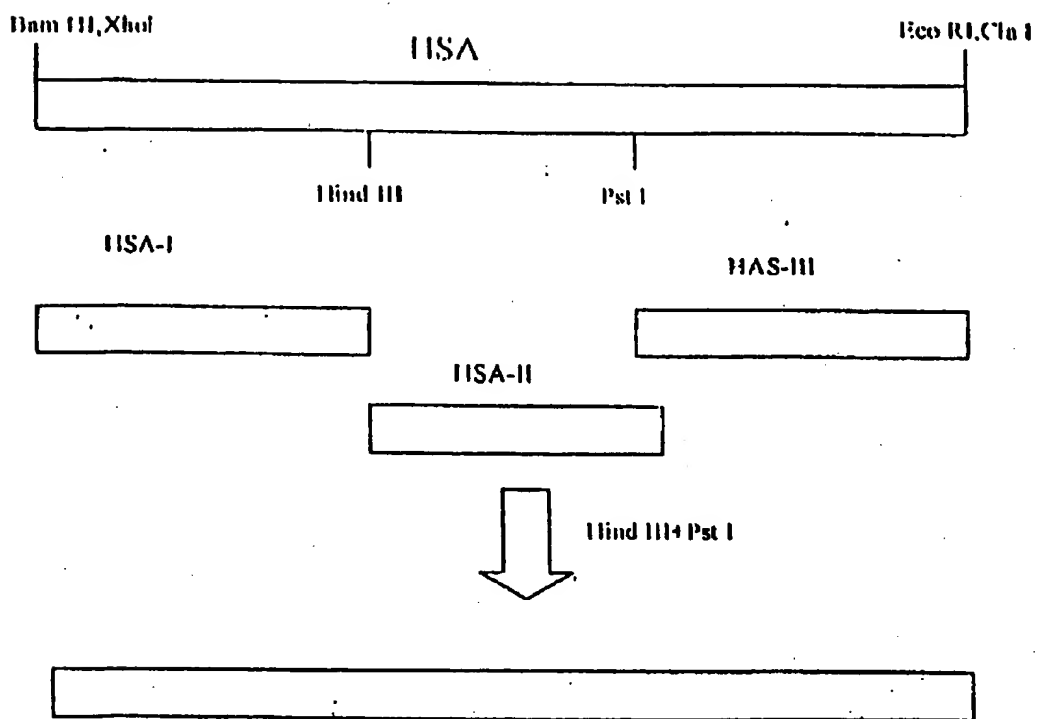 Bam HI,XhoI
HSA
Eco RI,Cla I
Hind III
Pst I
HSA-I
HAS-III
HSA-II
Hind III+Pst I